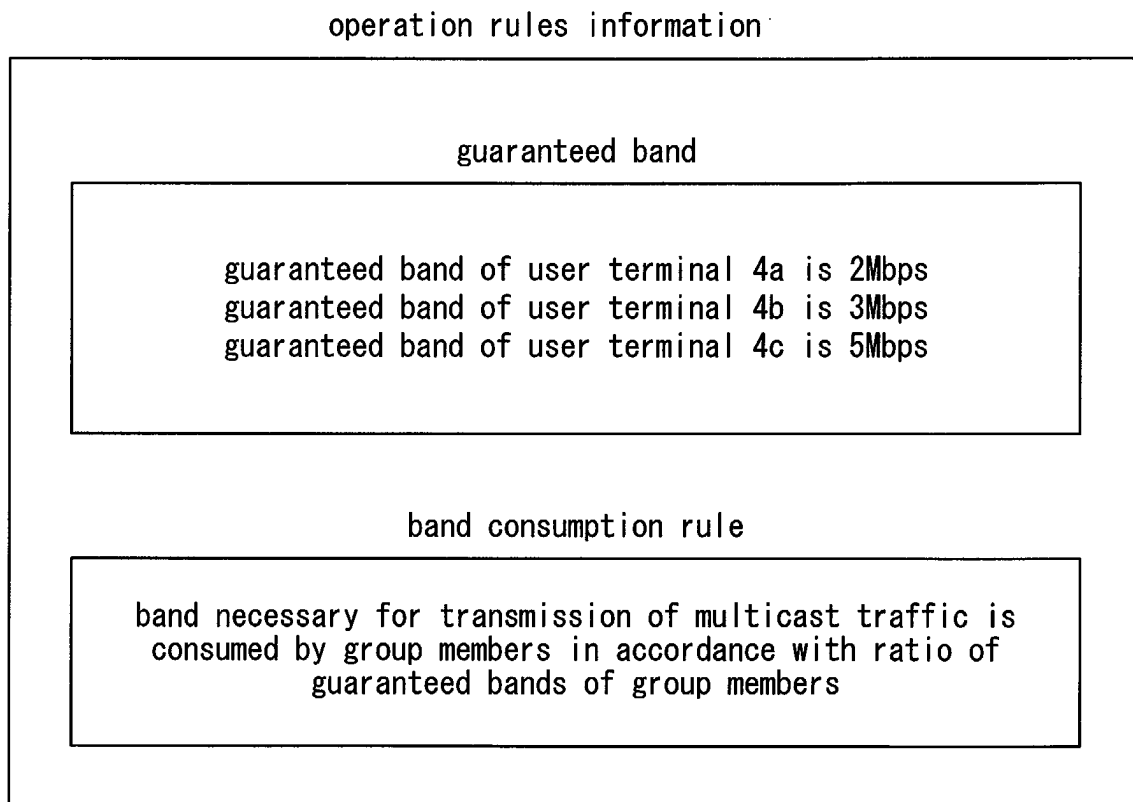 operation rules information
guaranteed band
guaranteed band of user terminal 4a is 2Mbps
guaranteed band of user terminal 4b is 3Mbps
guaranteed band of user terminal 4c is 5Mbps
band consumption rule
band necessary for transmission of multicast traffic is
consumed by group members in accordance with ratio of
guaranteed bands of group members